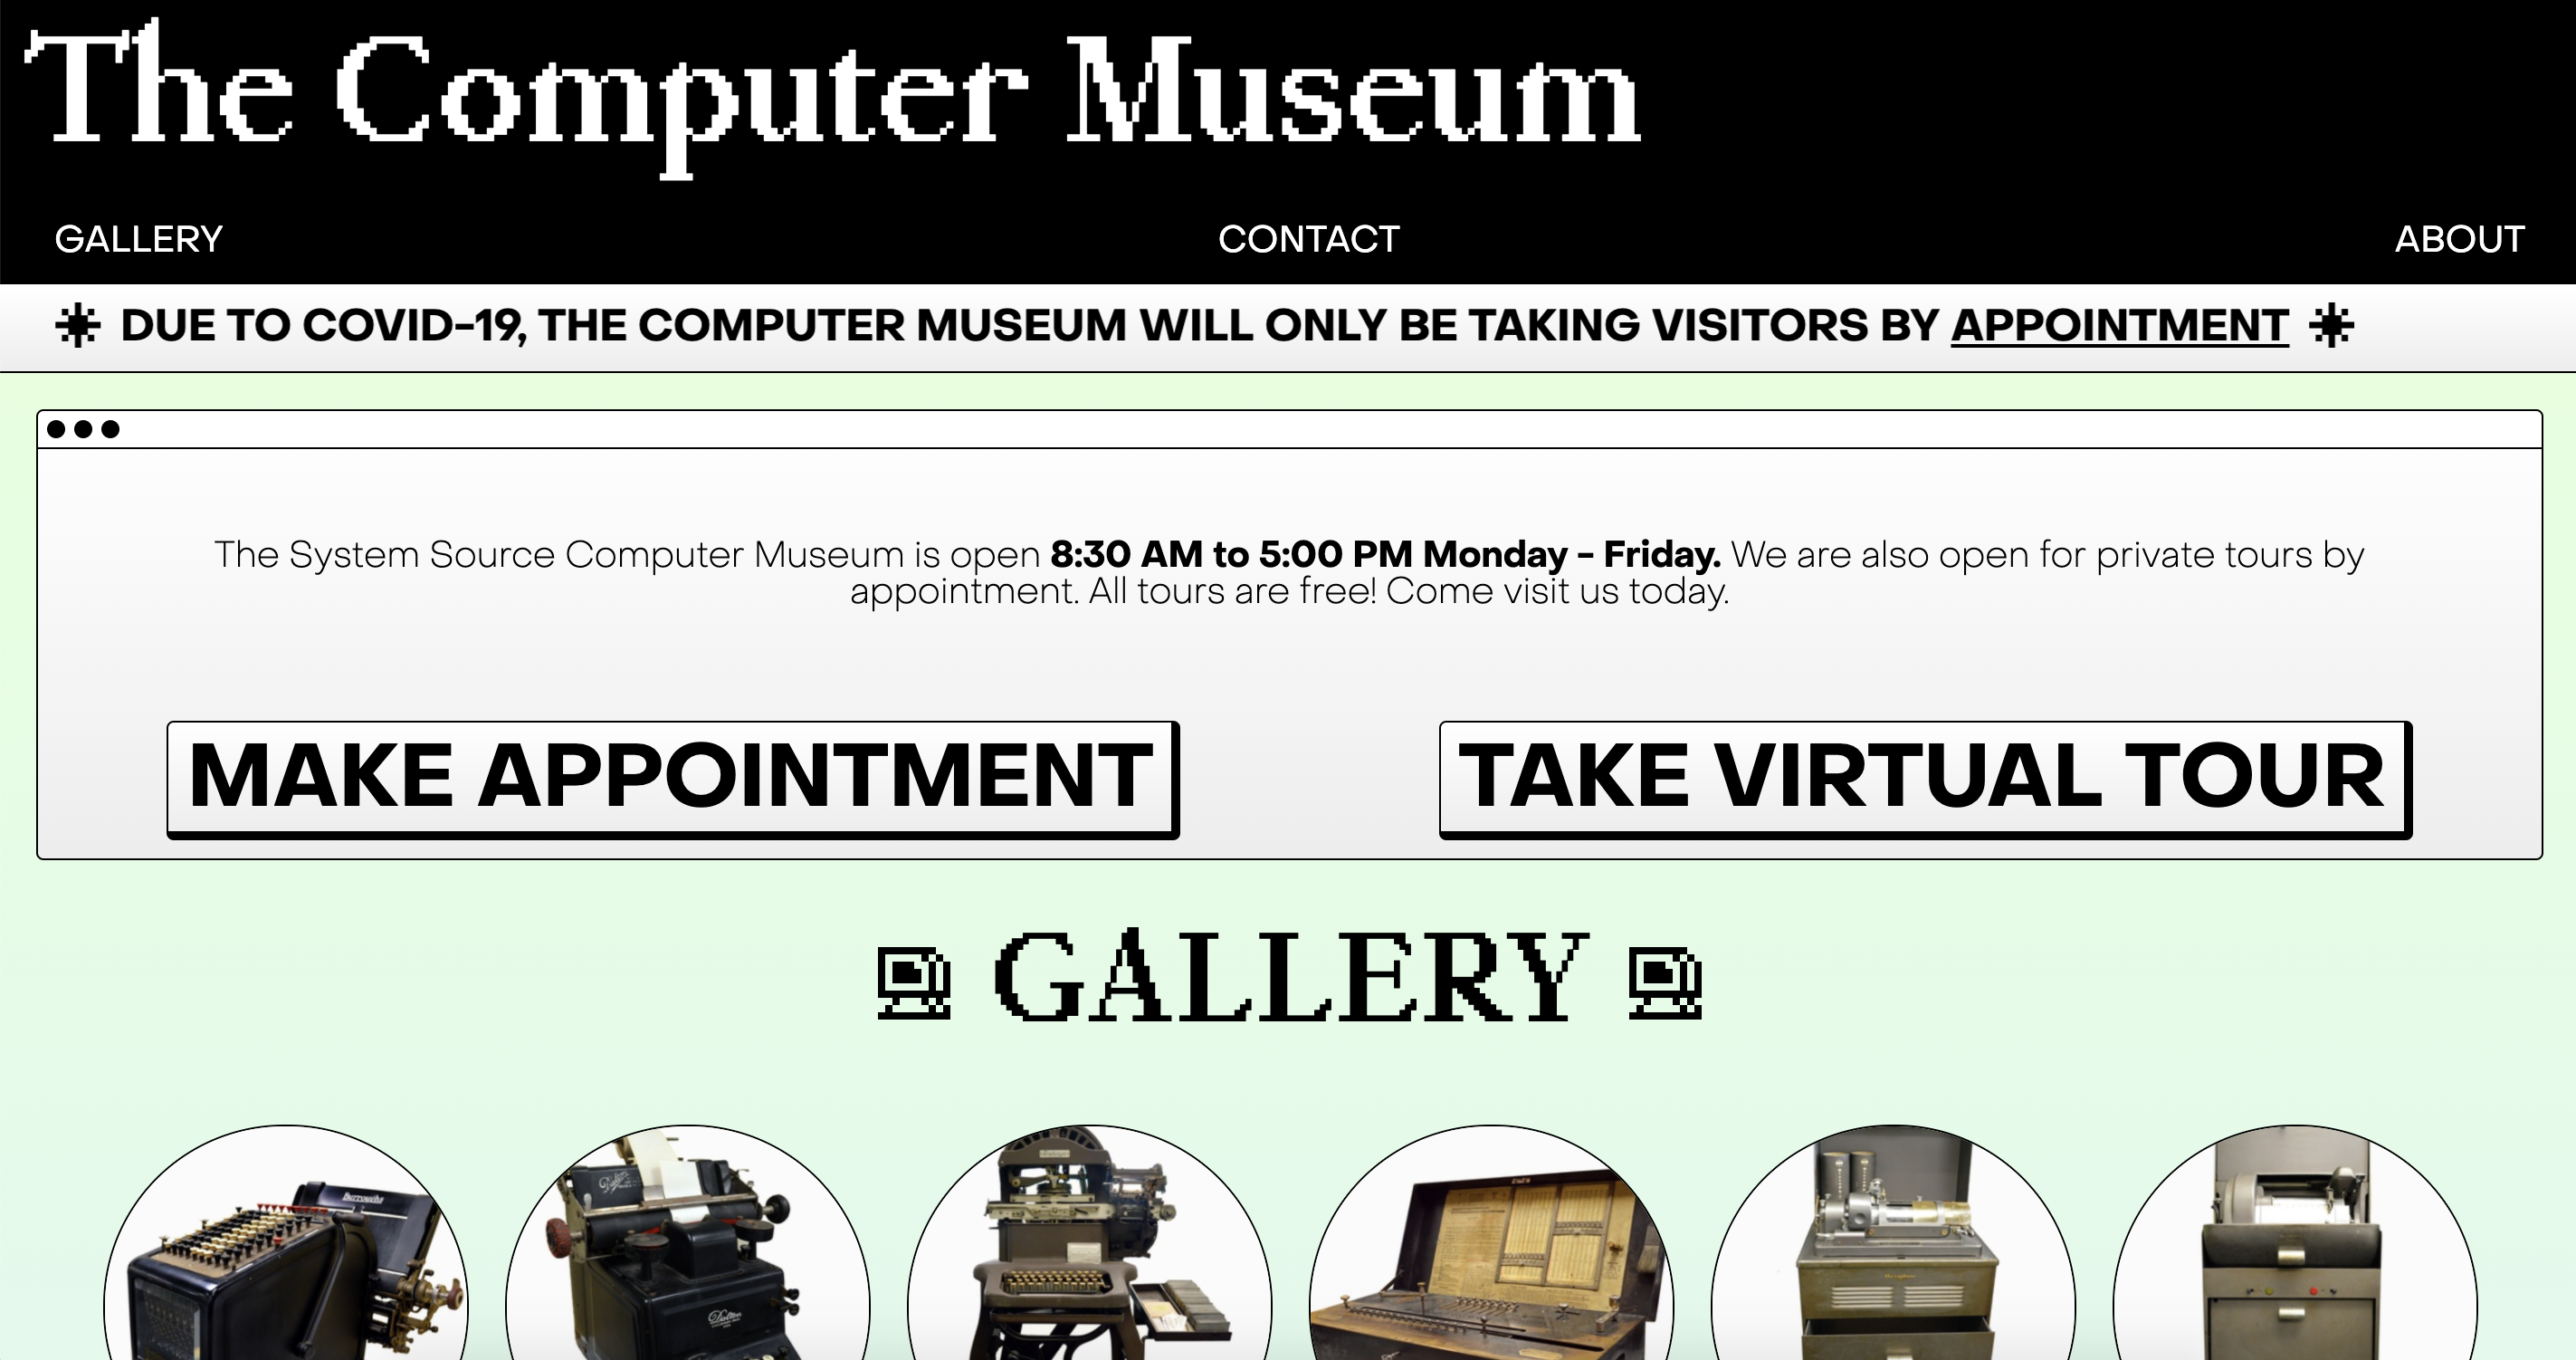 The Computer Museum
GALLERY
CONTACT
ABOUT
DUE TO COVID-19, THE COMPUTER MUSEUM WILL ONLY BE TAKING VISITORS BY APPOINTMENT
The System Source Computer Museum is open 8:30 AM to 5:00 PM Monday - Friday. We are also open for private tours by
appointment. All tours are free! Come visit us today.
MAKE APPOINTMENT
TAKE VIRTUAL TOUR
GALLERY
Burroughs
Dalton
Dalton